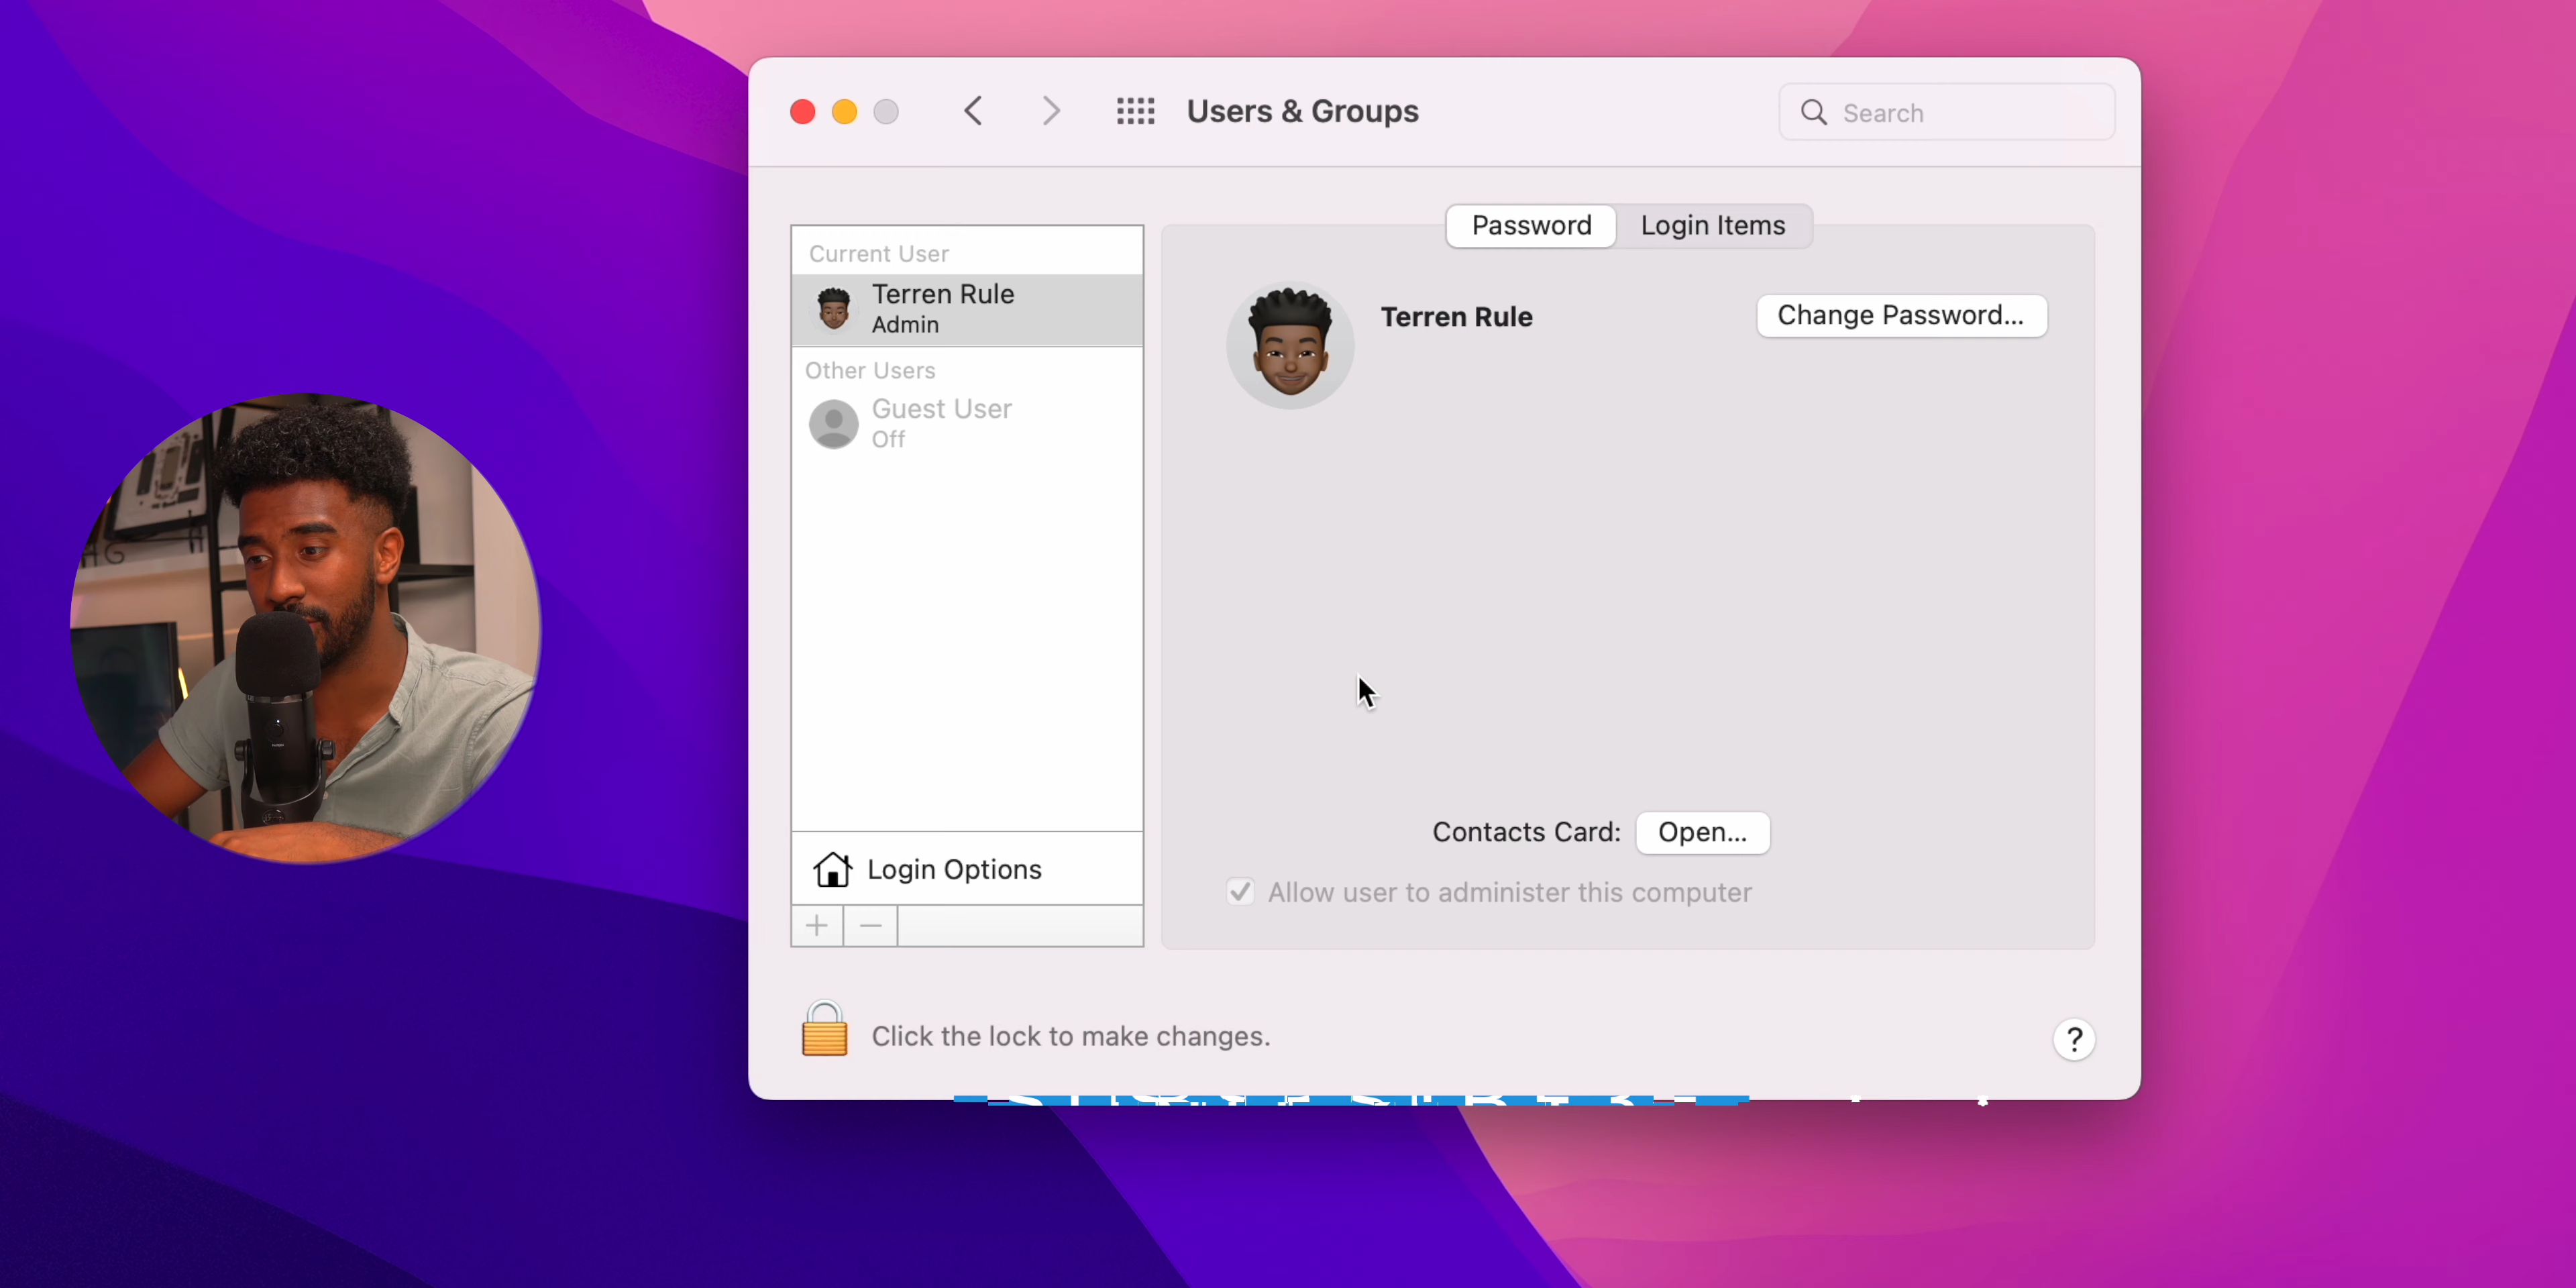 Users & Groups
Search
Password
Login Items
Current User
Terren Rule
Admin
Other Users
Guest User
Off
Login Options
Terren Rule
Change Password...
Contacts Card:
Open...
Allow user to administer this computer
Click the lock to make changes.
?